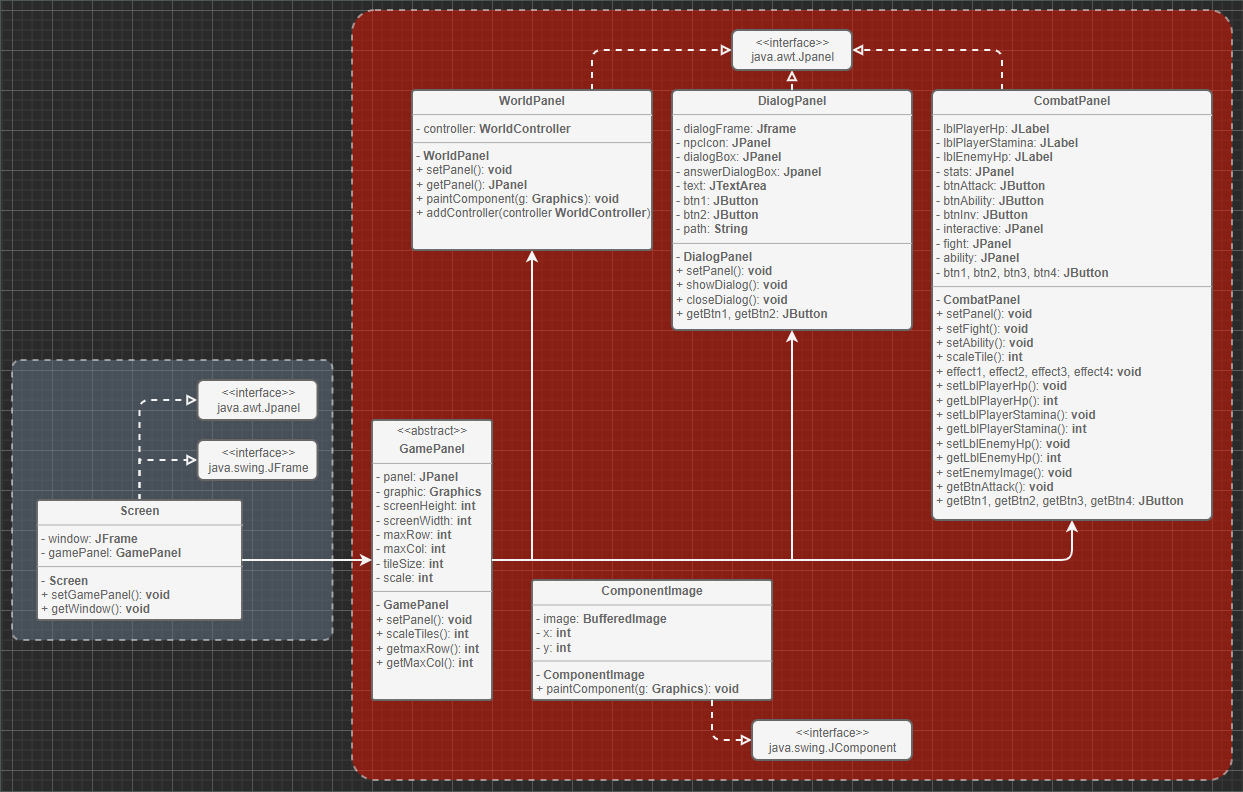 <<interface>>
java.awt.Jpanel
WorldPanel
- controller: WorldController
- WorldPanel
+ setPanel(): void
+ getPanel(): JPanel
+ paintComponent(g: Graphics): void
+ addController(controller WorldController)
DialogPanel
- dialogFrame: Jframe
- npcIcon: JPanel
- dialogBox: JPanel
- answerDialogBox: Jpanel
- text: JTextArea
- btn1: JButton
- btn2: JButton
- path: String
- DialogPanel
+ setPanel(): void
+ showDialog(): void
+ closeDialog(): void
+ getBtn1, getBtn2: JButton
CombatPanel
- lblPlayerHp: JLabel
- lblPlayerStamina: JLabel
- lblEnemyHp: JLabel
- stats: JPanel
- btnAttack: JButton
- btnAbility: JButton
- btnInv: JButton
- interactive: JPanel
- fight: JPanel
- ability: JPanel
- btn1, btn2, btn3, btn4: JButton
- CombatPanel
+ setPanel(): void
+ setFight(): void
+ setAbility(): void
+ scaleTile(): int
+ effect1, effect2, effect3, effect4: void
+ setLblPlayerHp(): void
+ getLblPlayerHp(): int
+ setLblPlayerStamina(): void
+ getLblPlayerStamina(): int
+ setLblEnemyHp(): void
+ getLblEnemyHp(): int
+ setEnemyImage(): void
+ getBtnAttack(): void
+ getBtn1, getBtn2, getBtn3, getBtn4: JButton
<<interface>>
java.awt.Jpanel
<<interface>>
java.swing.JFrame
Screen
- window: JFrame
- gamePanel: GamePanel
- Screen
+ setGamePanel(): void
+ getWindow(): void
<<abstract>>
GamePanel
- panel: JPanel
- graphic: Graphics
- screenHeight: int
- screenWidth: int
- maxRow: int
- maxCol: int
- tileSize: int
- scale: int
- GamePanel
+ setPanel(): void
+ scaleTiles(): int
+ getmaxRow(): int
+ getMaxCol(): int
ComponentImage
- image: BufferedImage
- x: int
- y: int
- ComponentImage
+ paintComponent(g: Graphics): void
<<interface>>
java.swing.JComponent